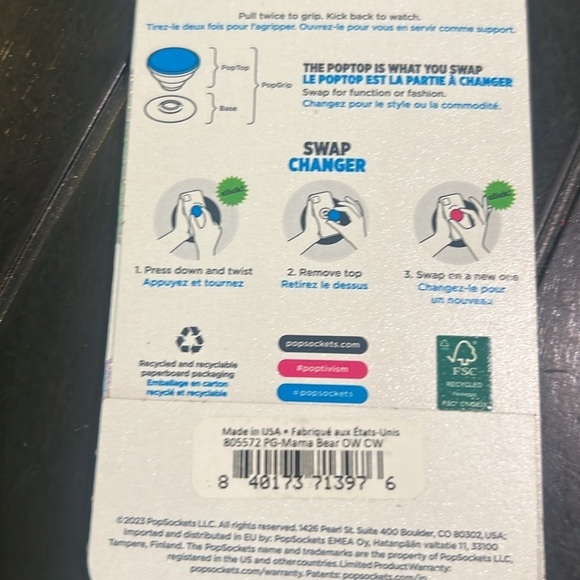 Pull twice to grip. Kick back to watch.
Tirez-le deux fois pour l'agripper. Ouvrez-le pour vous en servir comme support.
PopTop
PopGrip
Base
THE POPTOP IS WHAT YOU SWAP
LE POPTOP EST LA PARTIE À CHANGER
Swap for function or fashion.
Changez pour le style ou la commodité.
SWAP
CHANGER
click!
click!
1. Press down and twist
Appuyez et tournez
2. Remove top
Retirez le dessus
3. Swap on a new one
Changez-le pour
un nouveau
Recycled and recyclable
paperboard packaging
Emballage en carton
recyclé et recyclable
popsockets.com
#poptivism
popsockets
FSC
RECYCLED
Made in USA • Fabriqué aux États-Unis
805572 PG-Mama Bear OW CW
8 40173 71397 6
©2023 PopSockets LLC. All rights reserved. 1426 Pearl St. Suite 400 Boulder, CO 80302, USA;
Imported and distributed in EU by: PopSockets EMEA Oy, Hatanpään valtatie 11, 33100
Tampere, Finland. The PopSockets name and trademarks are the property of PopSockets LLC,
registered in the US and other countries. Limited Product Warranty:
popsockets.com/warranty. Patents: popsockets.com/ip